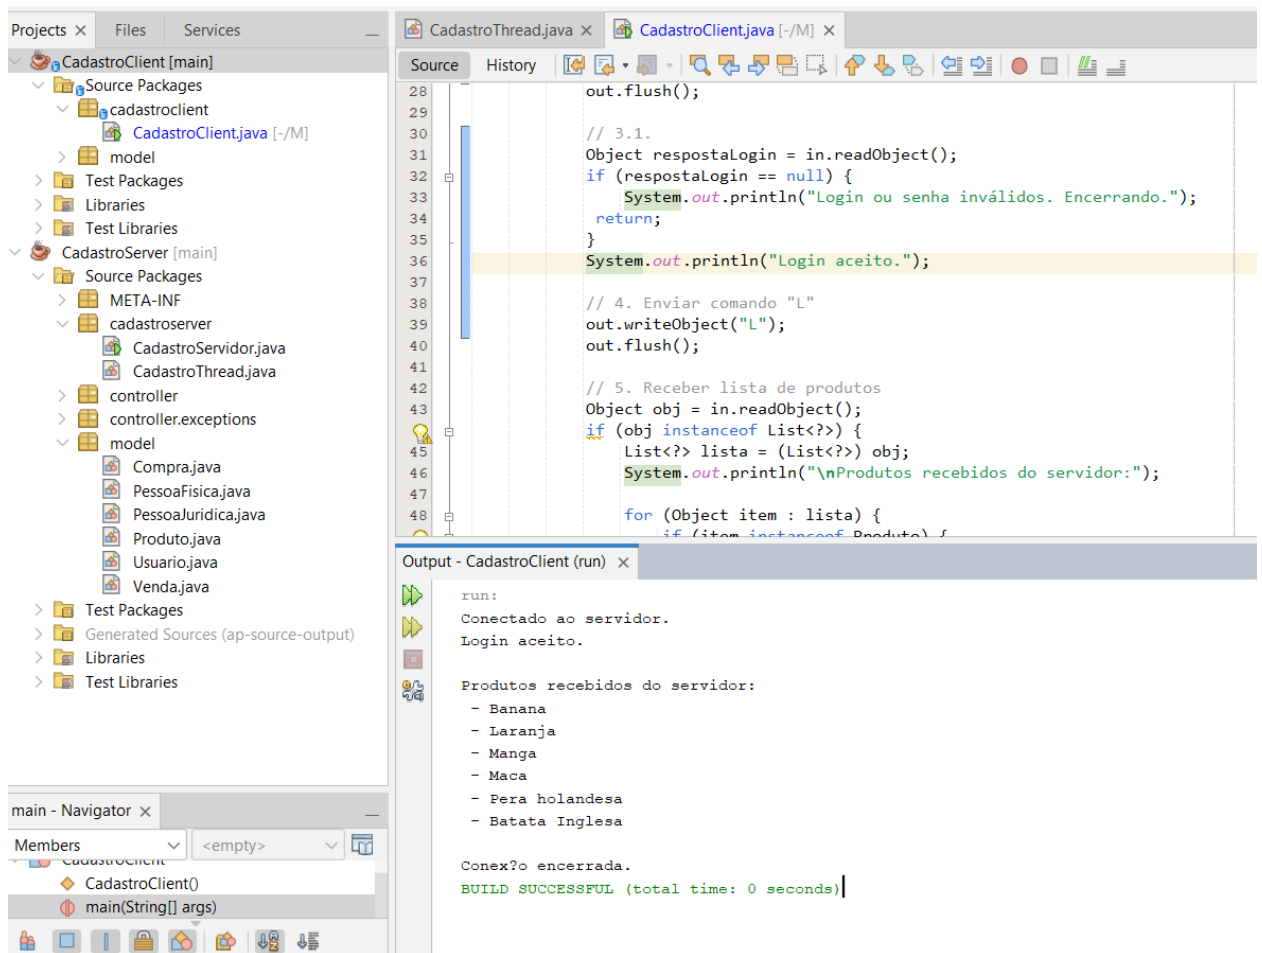 Projects Files Services
CadastroClient [main]
Source Packages
cadastroclient
CadastroClient.java [-/M]
model
Test Packages
Libraries
Test Libraries
CadastroServer [main]
Source Packages
META-INF
cadastroserver
CadastroServidor.java
CadastroThread.java
controller
controller.exceptions
model
Compra.java
PessoaFisica.java
PessoaJuridica.java
Produto.java
Usuario.java
Venda.java
Test Packages
Generated Sources (ap-source-output)
Libraries
Test Libraries
main - Navigator
Members <empty>
CadastroClient
CadastroClient()
main(String[] args)
CadastroThread.java CadastroClient.java [-/M]
Source History
28 out.flush();
29
30 // 3.1.
31 Object respostaLogin = in.readObject();
32 if (respostaLogin == null) {
33 System.out.println("Login ou senha inválidos. Encerrando.");
34 return;
35 }
36 System.out.println("Login aceito.");
37
38 // 4. Enviar comando "L"
39 out.writeObject("L");
40 out.flush();
41
42 // 5. Receber lista de produtos
43 Object obj = in.readObject();
if (obj instanceof List<?>) {
45 List<?> lista = (List<?>) obj;
46 System.out.println("\nProdutos recebidos do servidor:");
47
48 for (Object item : lista) {
if (item instanceof Produto) {
Output - CadastroClient (run)
run:
Conectado ao servidor.
Login aceito.
Produtos recebidos do servidor:
- Banana
- Laranja
- Manga
- Maca
- Pera holandesa
- Batata Inglesa
Conex?o encerrada.
BUILD SUCCESSFUL (total time: 0 seconds)